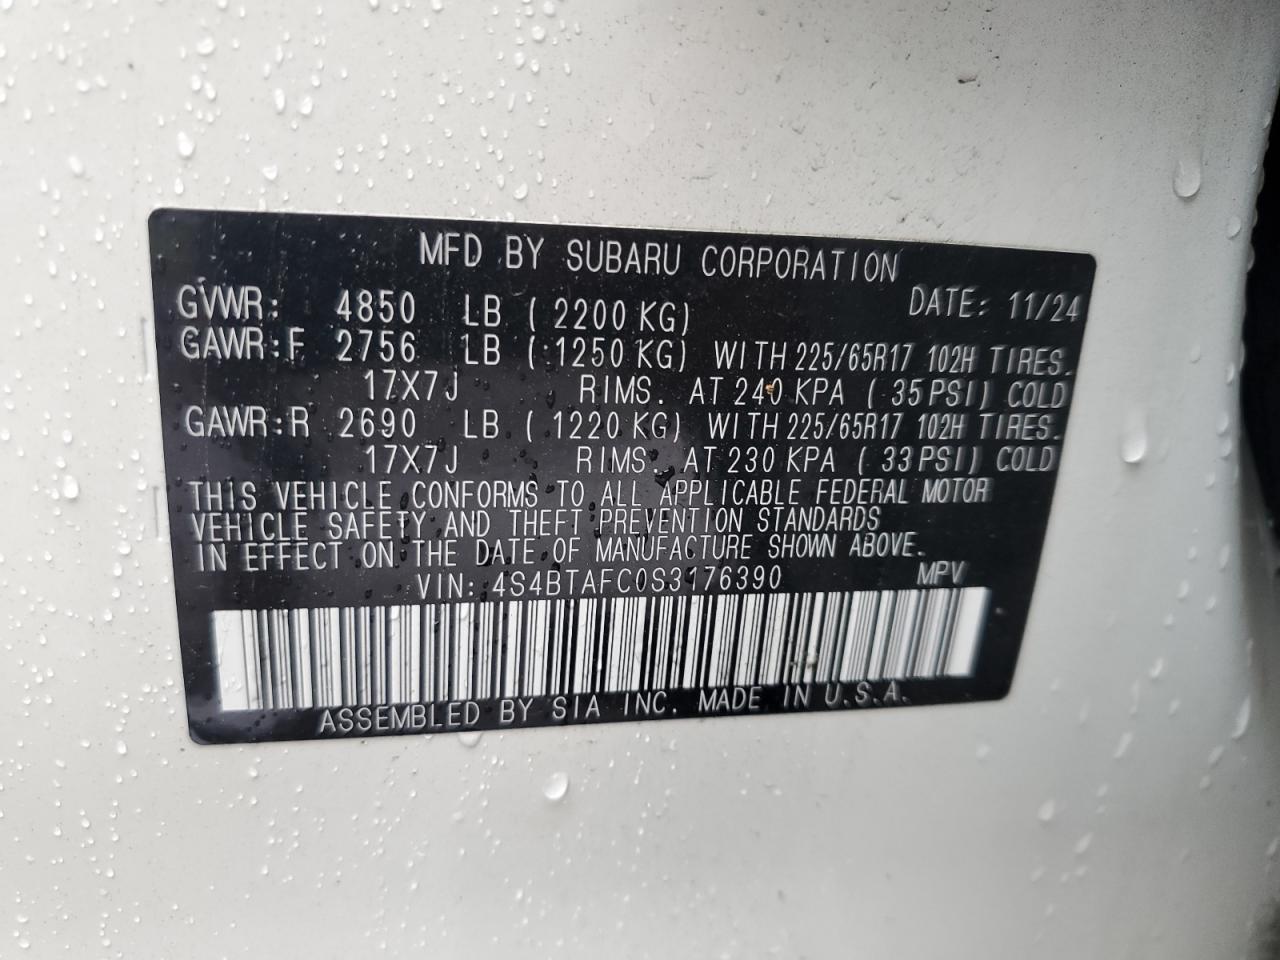 MFD BY SUBARU CORPORATION
GVWR: 4850 LB (2200 KG) DATE: 11/24
GAWR:F 2756 LB (1250 KG) WITH 225/65R17 102H TIRES.
17X7J RIMS. AT 240 KPA (35 PSI) COLD
GAWR:R 2690 LB (1220 KG) WITH 225/65R17 102H TIRES.
17X7J RIMS. AT 230 KPA (33 PSI) COLD
THIS VEHICLE CONFORMS TO ALL APPLICABLE FEDERAL MOTOR
VEHICLE SAFETY AND THEFT PREVENTION STANDARDS
IN EFFECT ON THE DATE OF MANUFACTURE SHOWN ABOVE.
VIN: 4S4BTAFC0S3176390 MPV
ASSEMBLED BY SIA INC. MADE IN U.S.A.